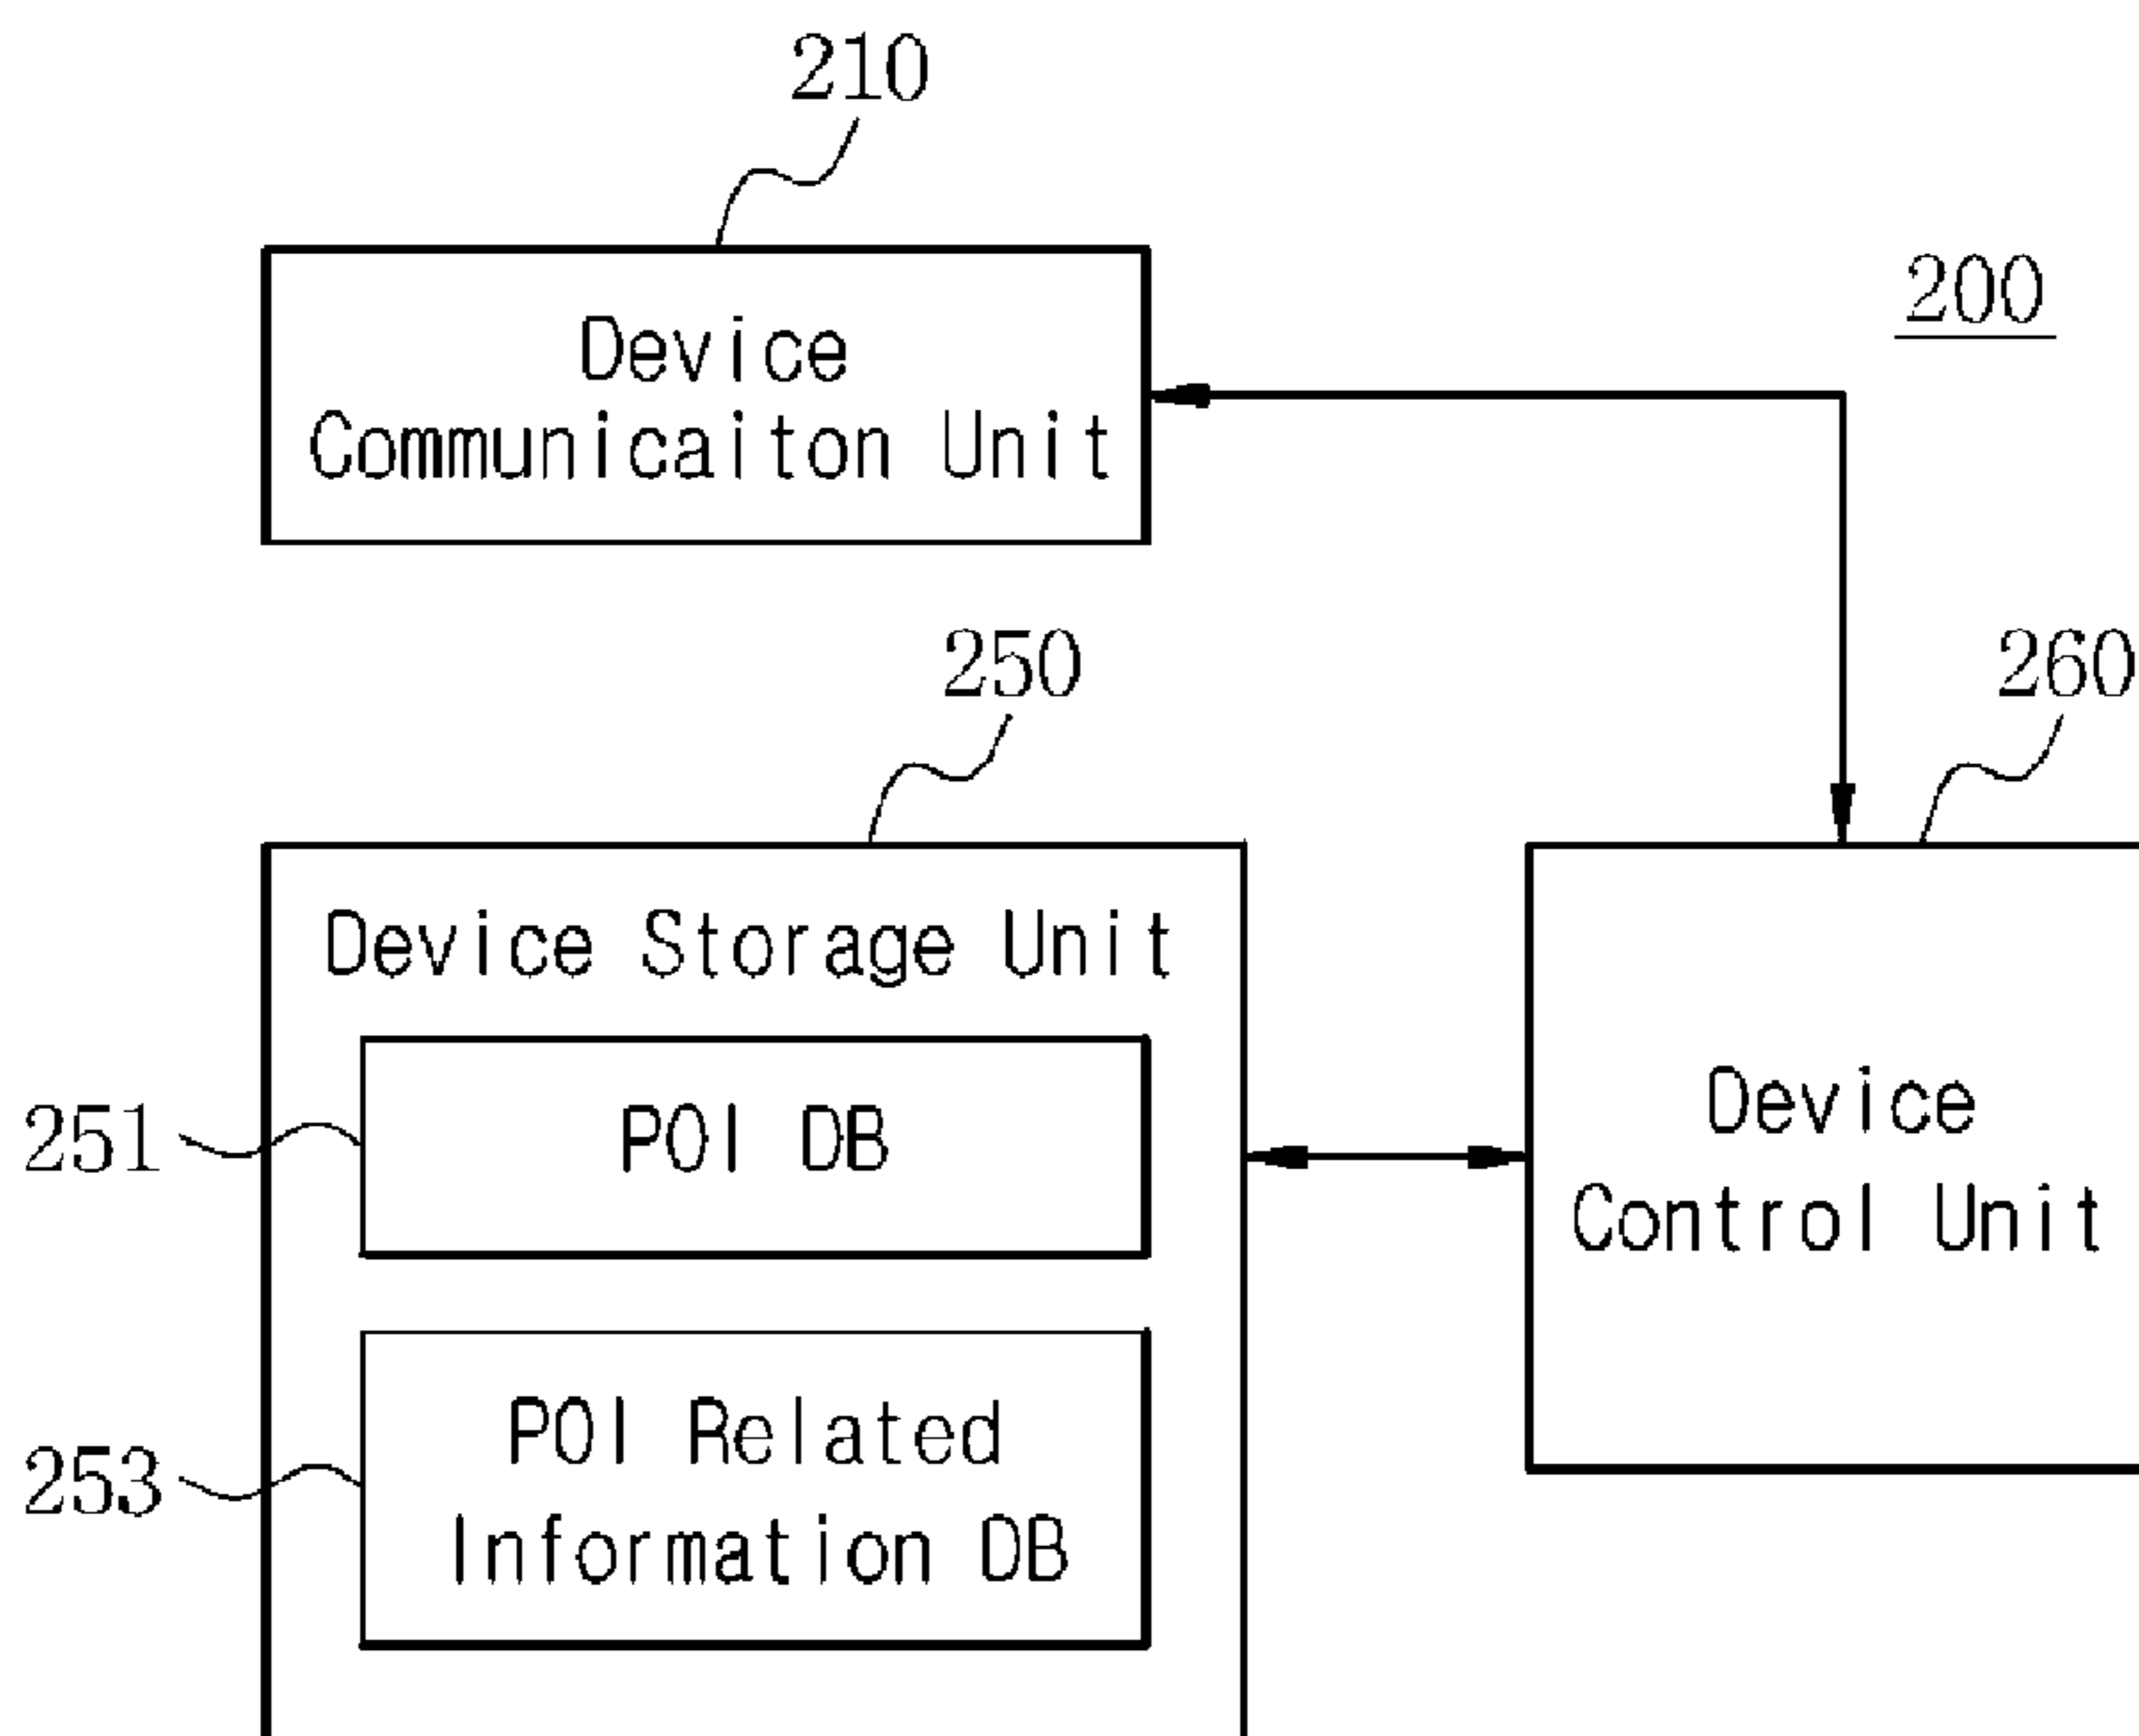 210
200
Device
Communicaiton Unit
250
260
Device Storage Unit
251
POI DB
Device
Control Unit
253
POI Related
Information DB